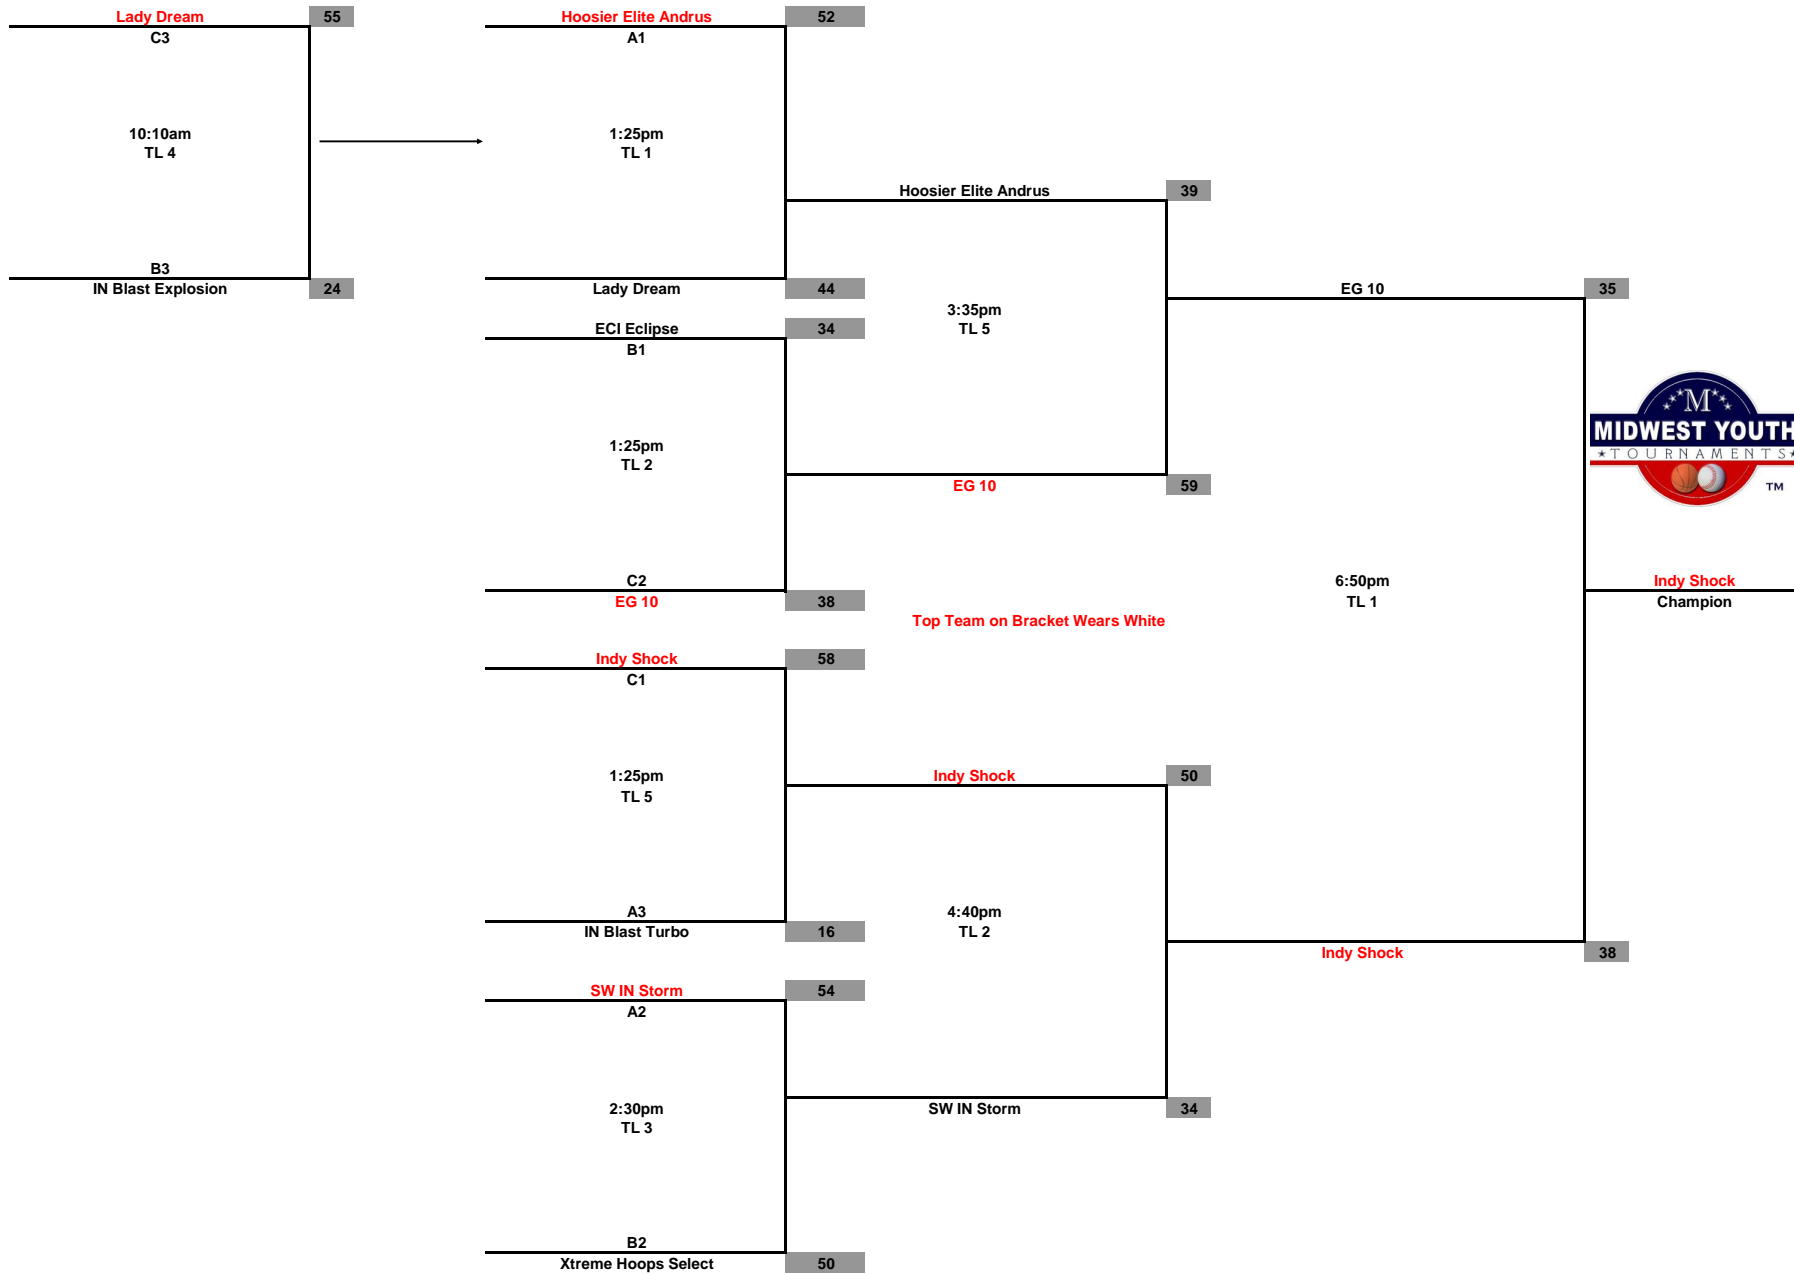 Lady Dream 55
C3
10:10am
TL 4
B3
IN Blast Explosion 24
Hoosier Elite Andrus 52
A1
1:25pm
TL 1
Lady Dream 44
ECI Eclipse 34
B1
1:25pm
TL 2
C2
EG 10 38
Indy Shock 58
C1
1:25pm
TL 5
A3
IN Blast Turbo 16
SW IN Storm 54
A2
2:30pm
TL 3
B2
Xtreme Hoops Select 50
Hoosier Elite Andrus 39
3:35pm
TL 5
EG 10 59
Top Team on Bracket Wears White
Indy Shock 50
4:40pm
TL 2
SW IN Storm 34
EG 10 35
6:50pm
TL 1
Indy Shock 38
M
MIDWEST YOUTH
TOURNAMENTS
TM
Indy Shock
Champion